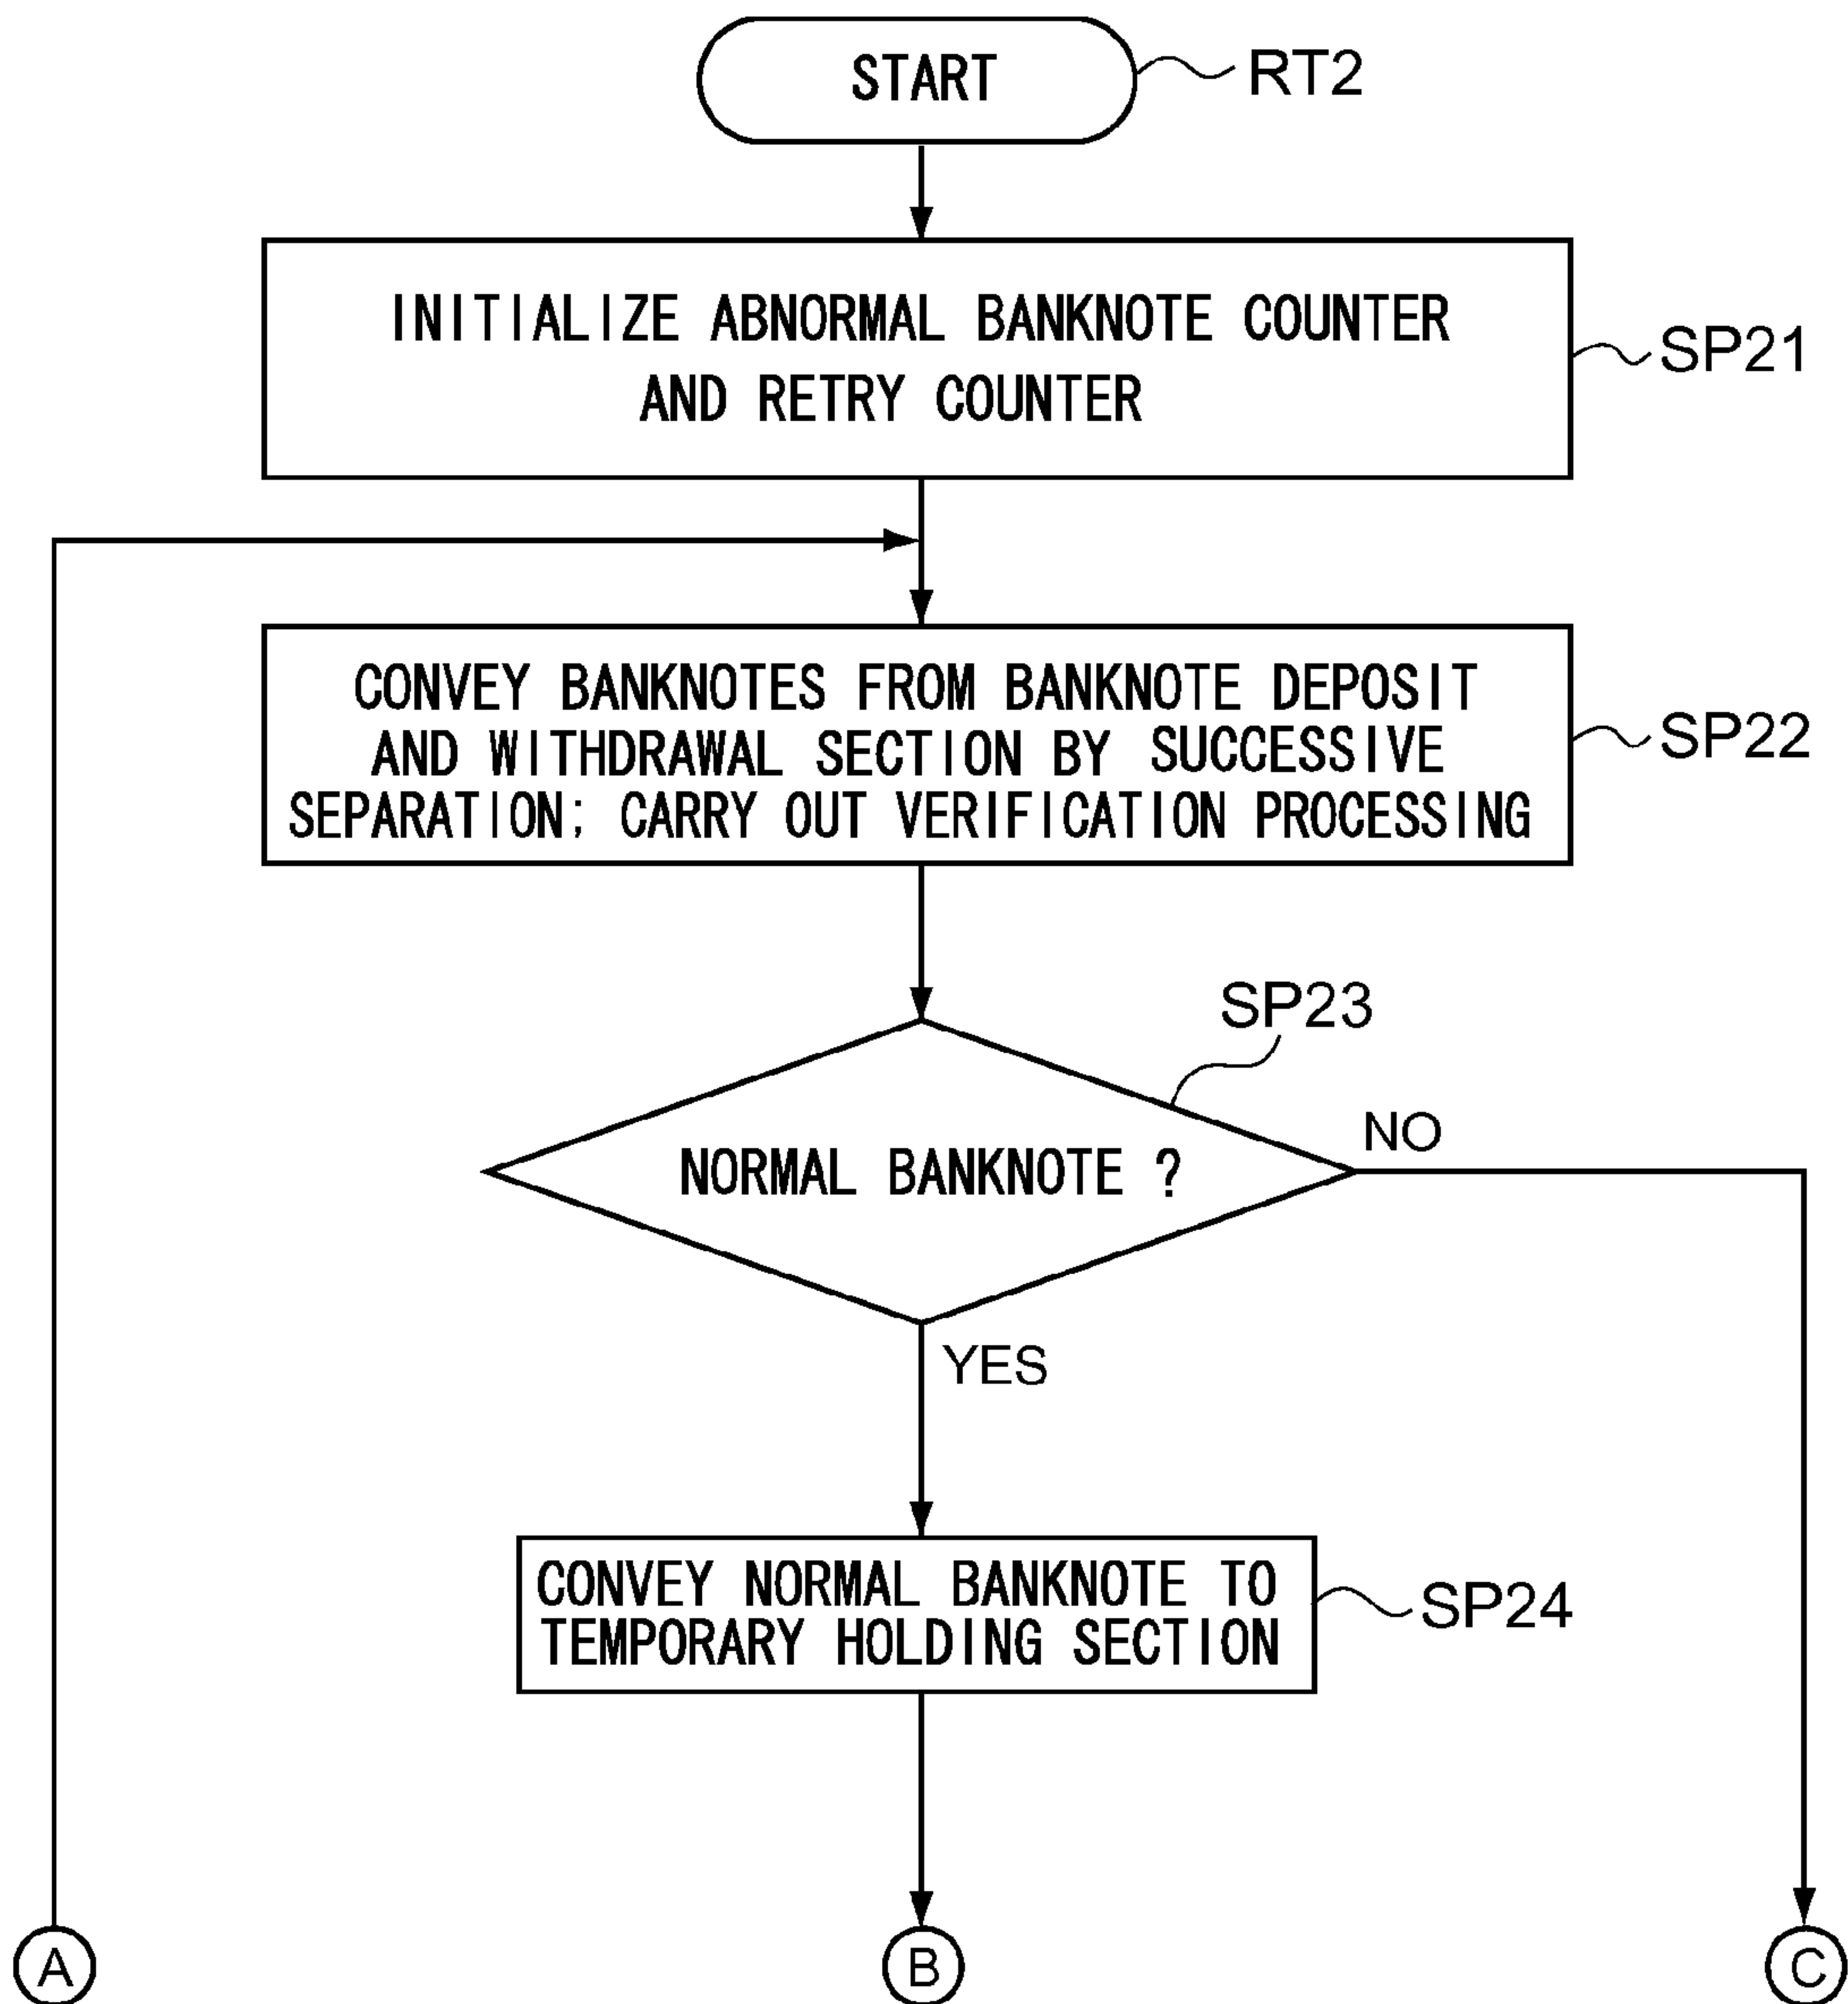 START
RT2
INITIALIZE ABNORMAL BANKNOTE COUNTER
AND RETRY COUNTER
SP21
CONVEY BANKNOTES FROM BANKNOTE DEPOSIT
AND WITHDRAWAL SECTION BY SUCCESSIVE
SEPARATION; CARRY OUT VERIFICATION PROCESSING
SP22
SP23
NORMAL BANKNOTE ?
NO
YES
CONVEY NORMAL BANKNOTE TO
TEMPORARY HOLDING SECTION
SP24
A
B
C